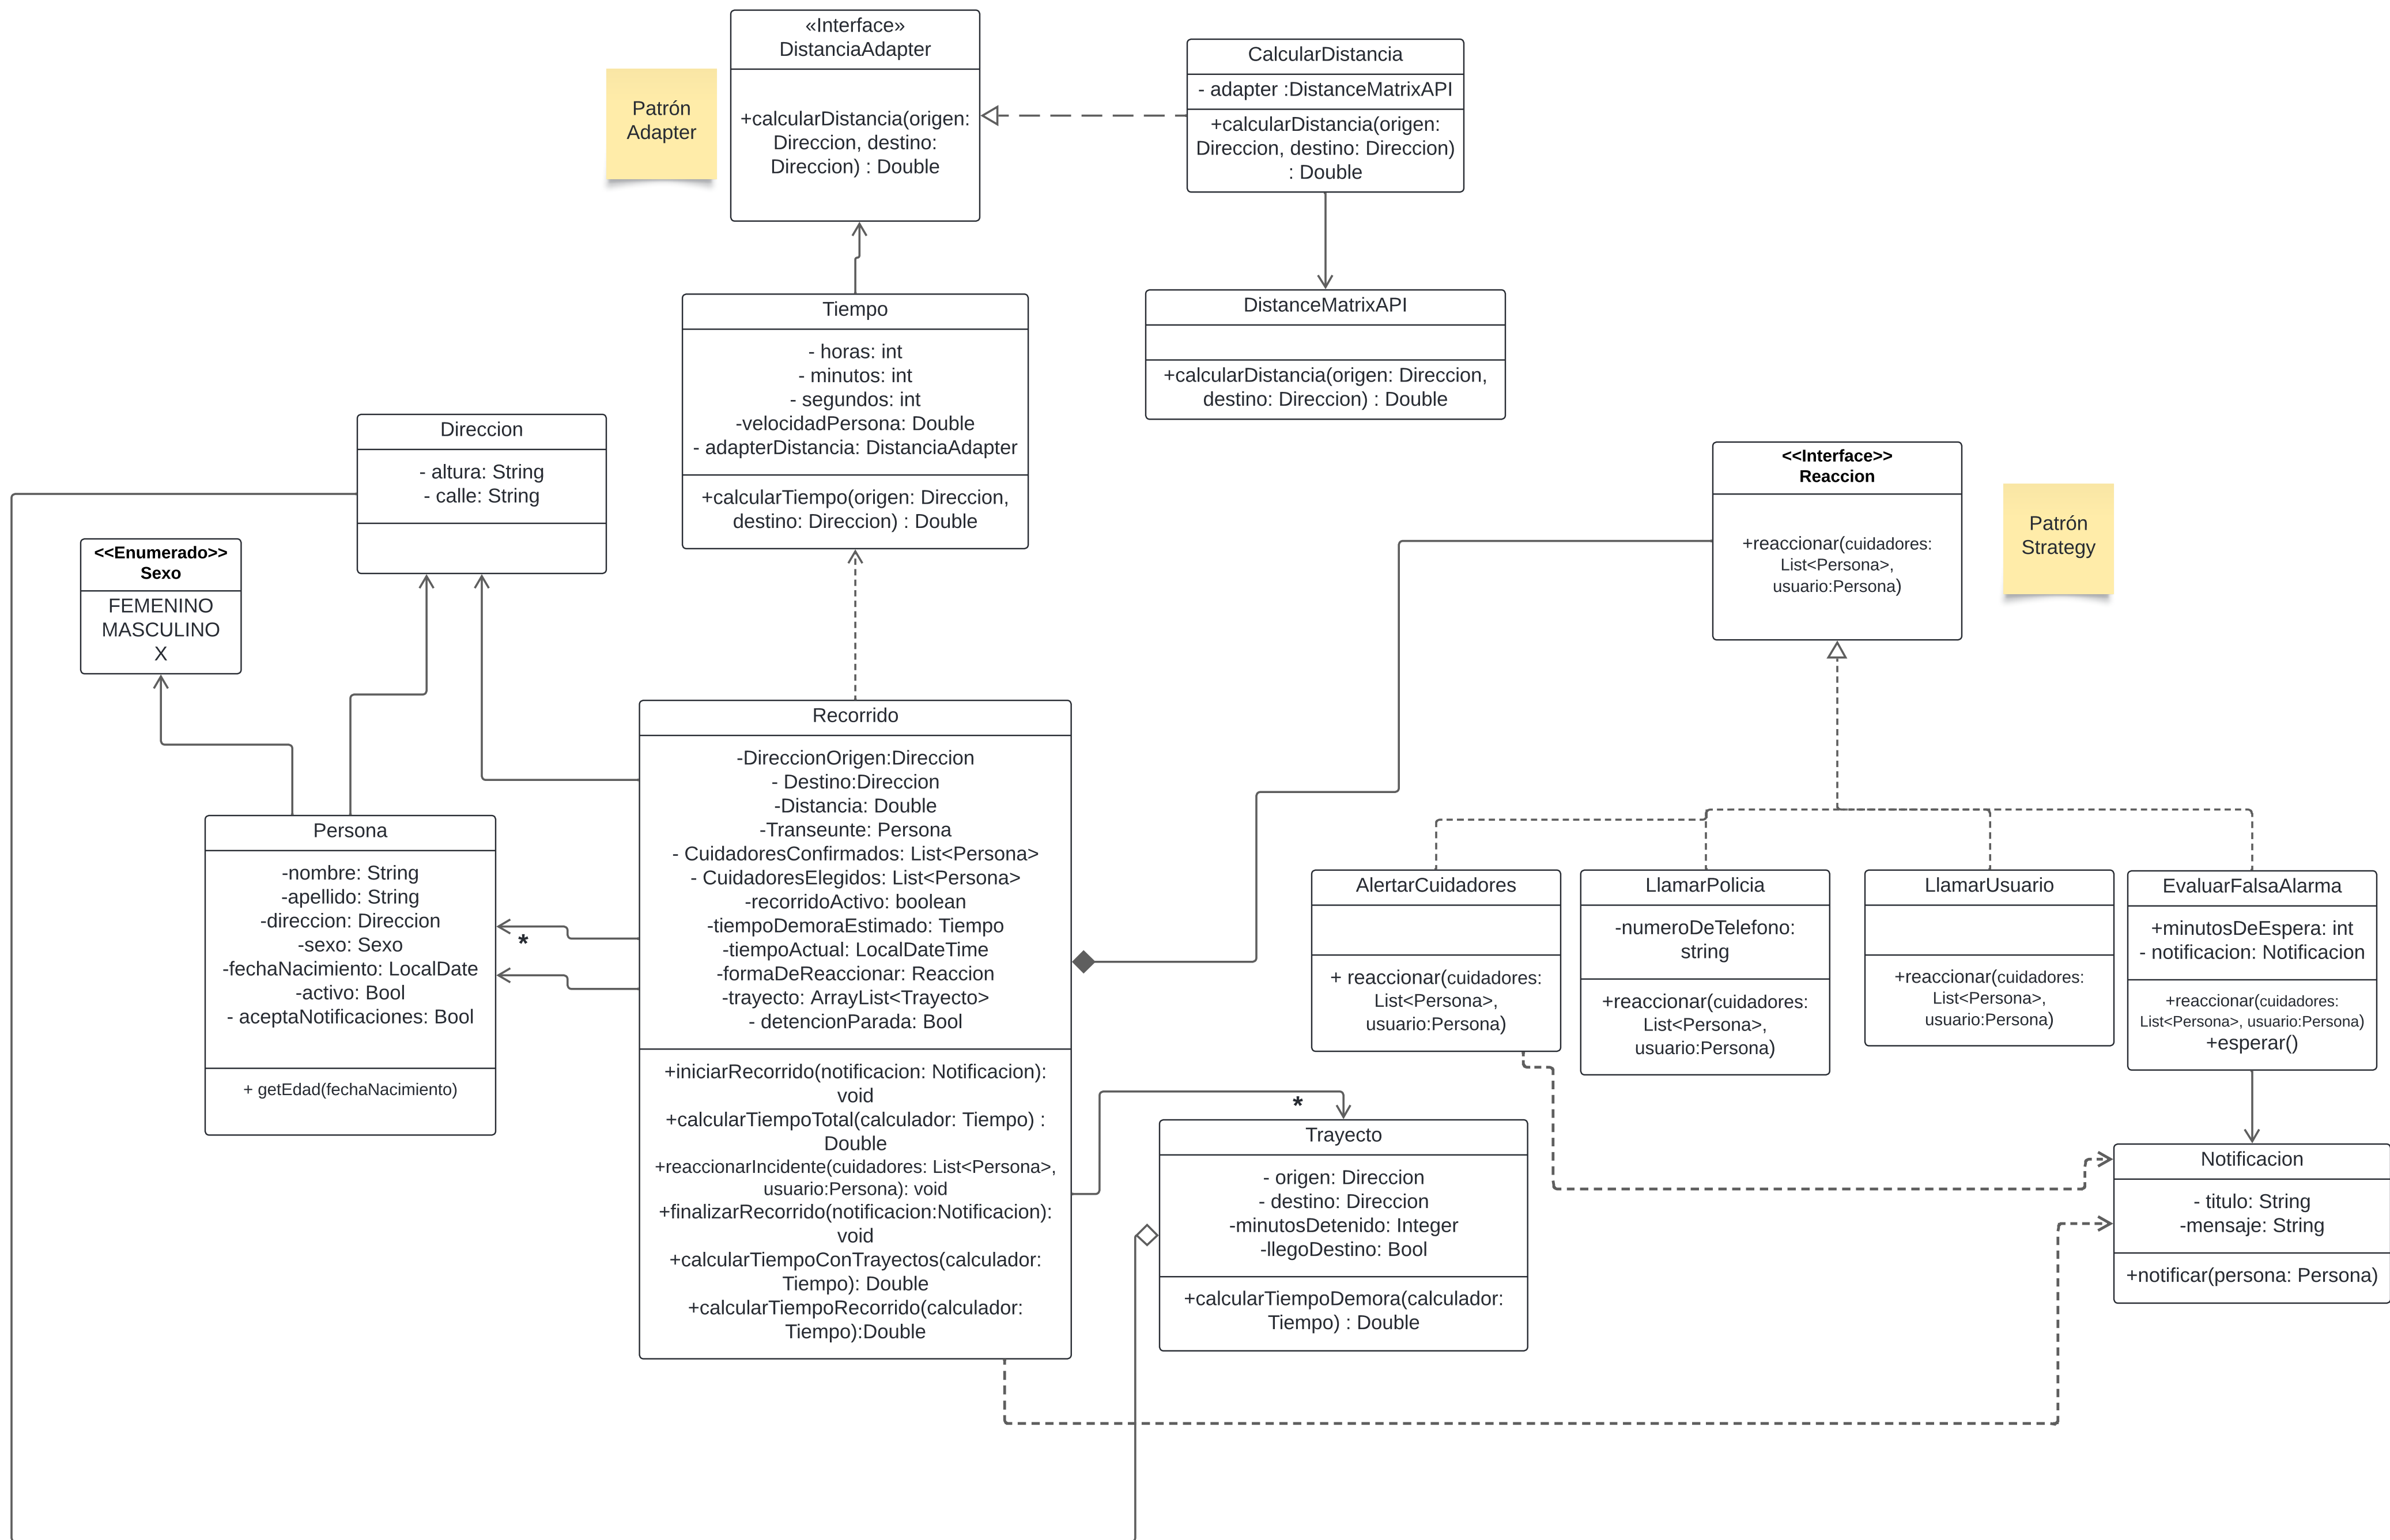 «Interface»
DistanciaAdapter
+calcularDistancia(origen:
Direccion, destino:
Direccion) : Double
Patrón
Adapter
CalcularDistancia
- adapter :DistanceMatrixAPI
+calcularDistancia(origen:
Direccion, destino: Direccion)
: Double
Tiempo
- horas: int
- minutos: int
- segundos: int
-velocidadPersona: Double
- adapterDistancia: DistanciaAdapter
+calcularTiempo(origen: Direccion,
destino: Direccion) : Double
DistanceMatrixAPI
+calcularDistancia(origen: Direccion,
destino: Direccion) : Double
Direccion
- altura: String
- calle: String
<<Interface>>
Reaccion
+reaccionar(cuidadores:
List<Persona>,
usuario:Persona)
Patrón
Strategy
<<Enumerado>>
Sexo
FEMENINO
MASCULINO
X
Recorrido
-DireccionOrigen:Direccion
- Destino:Direccion
-Distancia: Double
-Transeunte: Persona
- CuidadoresConfirmados: List<Persona>
- CuidadoresElegidos: List<Persona>
-recorridoActivo: boolean
-tiempoDemoraEstimado: Tiempo
-tiempoActual: LocalDateTime
-formaDeReaccionar: Reaccion
-trayecto: ArrayList<Trayecto>
- detencionParada: Bool
+iniciarRecorrido(notificacion: Notificacion):
void
+calcularTiempoTotal(calculador: Tiempo) :
Double
+reaccionarIncidente(cuidadores: List<Persona>,
usuario:Persona): void
+finalizarRecorrido(notificacion:Notificacion):
void
+calcularTiempoConTrayectos(calculador:
Tiempo): Double
+calcularTiempoRecorrido(calculador:
Tiempo):Double
Persona
-nombre: String
-apellido: String
-direccion: Direccion
-sexo: Sexo
-fechaNacimiento: LocalDate
-activo: Bool
- aceptaNotificaciones: Bool
+ getEdad(fechaNacimiento)
*
AlertarCuidadores
+ reaccionar(cuidadores:
List<Persona>,
usuario:Persona)
LlamarPolicia
-numeroDeTelefono:
string
+reaccionar(cuidadores:
List<Persona>,
usuario:Persona)
LlamarUsuario
+reaccionar(cuidadores:
List<Persona>,
usuario:Persona)
EvaluarFalsaAlarma
+minutosDeEspera: int
- notificacion: Notificacion
+reaccionar(cuidadores:
List<Persona>, usuario:Persona)
+esperar()
*
Trayecto
- origen: Direccion
- destino: Direccion
-minutosDetenido: Integer
-llegoDestino: Bool
+calcularTiempoDemora(calculador:
Tiempo) : Double
Notificacion
- titulo: String
-mensaje: String
+notificar(persona: Persona)